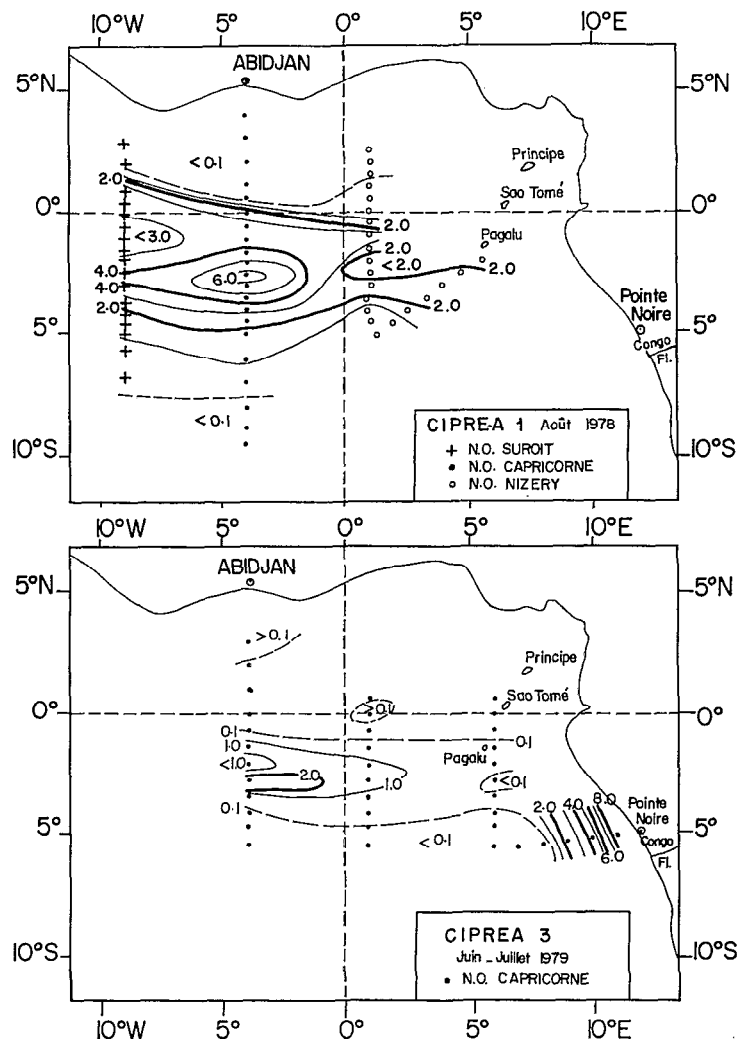 10°W 5° 0° 5° 10°E
ABIDJAN
5°N 5°N
<0.1
Principe
2.0
Sao Tomé
0° 0°
2.0
Pagalu
<3.0
2.0
<2.0
4.0 6.0 2.0
4.0
2.0 2.0
Pointe
Noire
5° 5°
Congo
Fl.
<0.1
CIPREA 1 Août 1978
+ N.O. SUROIT
• N.O. CAPRICORNE
o N.O. NIZERY
10°S 10°S
10°W 5° 0° 5° 10°E
ABIDJAN
5°N 5°N
>0.1
Principe
Sao Tomé
>0.1
0° 0°
0.1 0.1
1.0
Pagalu
<1.0
2.0 1.0 <0.1
0.1
2.0 4.0 8.0
Pointe
Noire
5° 5°
Congo
<0.1
6.0
Fl.
CIPREA 3
Juin - Juillet 1979
• N.O. CAPRICORNE
10°S 10°S
10°W 5° 0° 5° 10°E